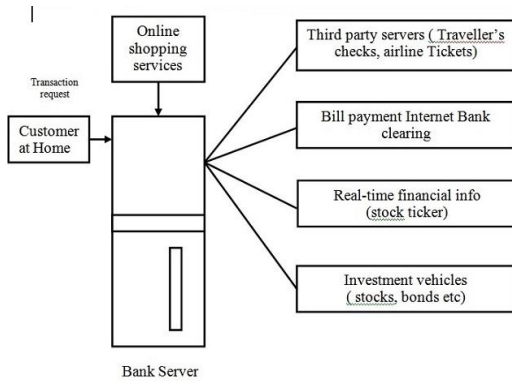 Online
shopping
services
Third party servers ( Traveller's
checks, airline Tickets)
Transaction
request
Customer
at Home
Bill payment Internet Bank
clearing
Real-time financial info
(stock ticker)
Investment vehicles
( stocks, bonds etc)
Bank Server